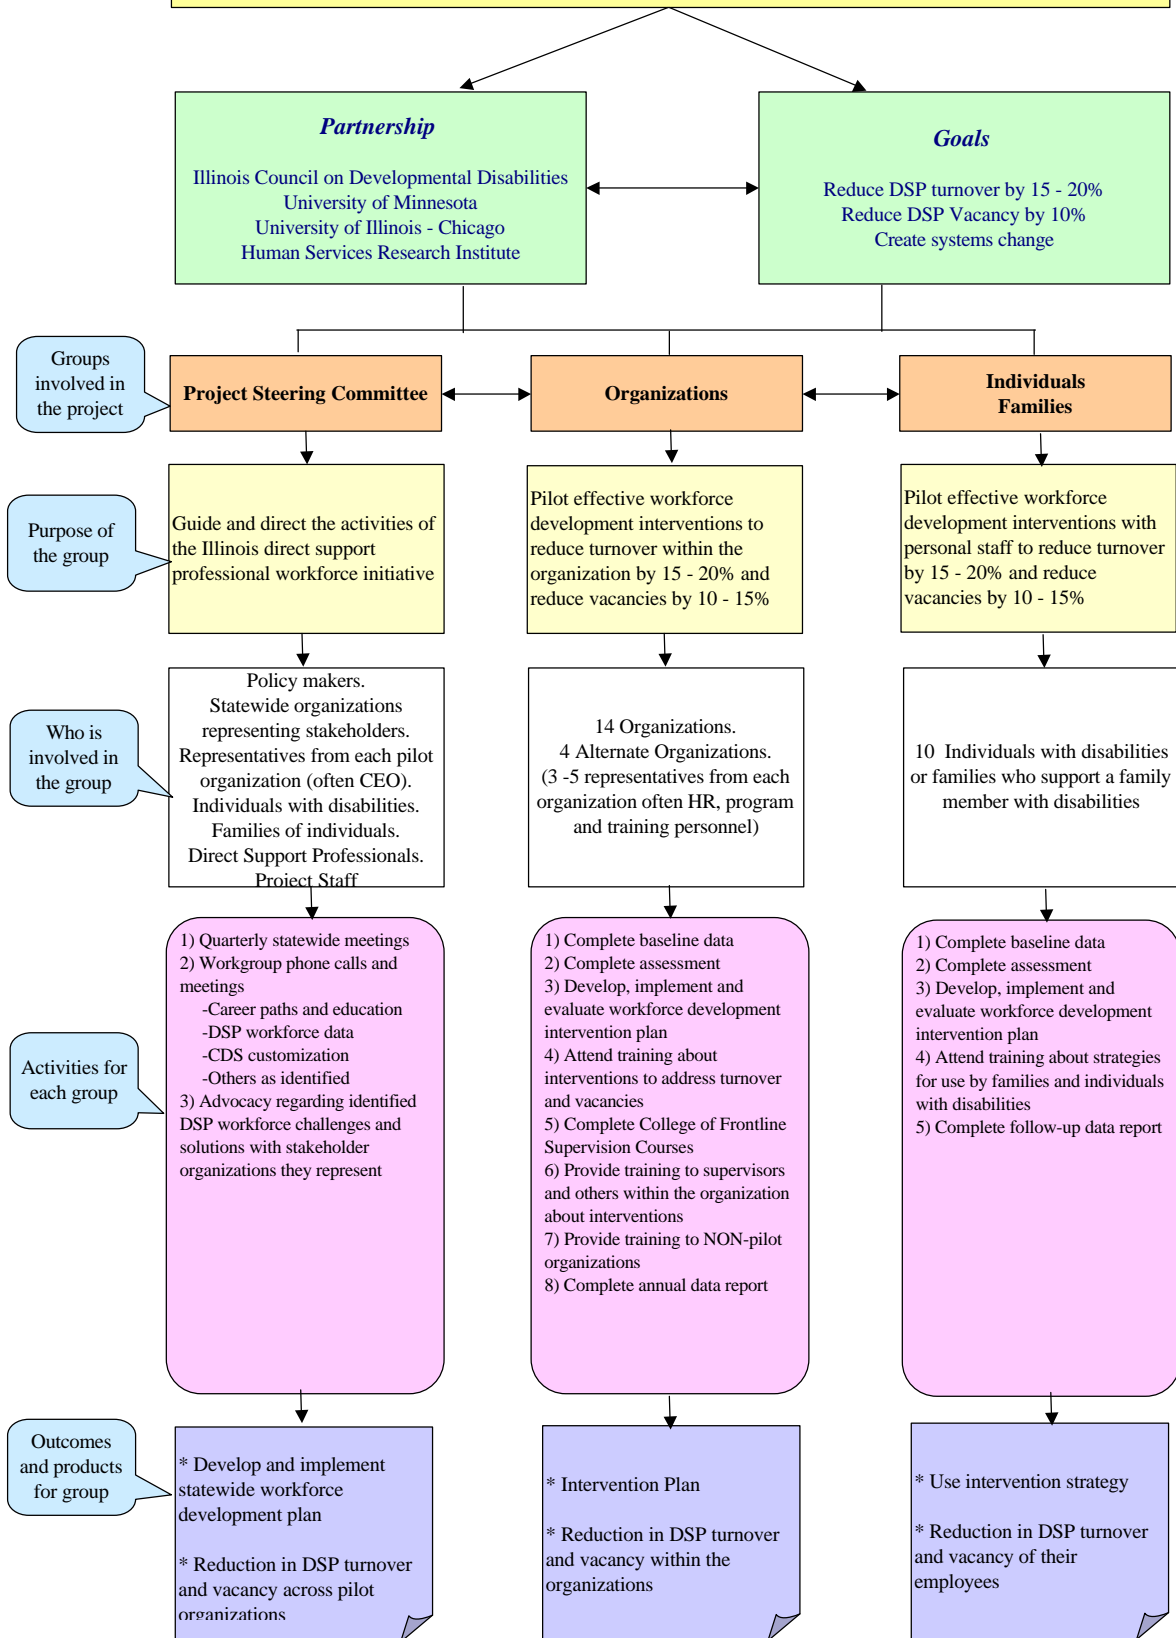 Partnership
Illinois Council on Developmental Disabilities
University of Minnesota
University of Illinois - Chicago
Human Services Research Institute
Goals
Reduce DSP turnover by 15 - 20%
Reduce DSP Vacancy by 10%
Create systems change
Groups
involved in
the project
Project Steering Committee
Organizations
Individuals
Families
Purpose of
the group
Guide and direct the activities of
the Illinois direct support
professional workforce initiative
Pilot effective workforce
development interventions to
reduce turnover within the
organization by 15 - 20% and
reduce vacancies by 10 - 15%
Pilot effective workforce
development interventions with
personal staff to reduce turnover
by 15 - 20% and reduce
vacancies by 10 - 15%
Who is
involved in
the group
Policy makers.
Statewide organizations
representing stakeholders.
Representatives from each pilot
organization (often CEO).
Individuals with disabilities.
Families of individuals.
Direct Support Professionals.
Project Staff
14 Organizations.
4 Alternate Organizations.
(3 -5 representatives from each
organization often HR, program
and training personnel)
10 Individuals with disabilities
or families who support a family
member with disabilities
Activities for
each group
1) Quarterly statewide meetings
2) Workgroup phone calls and
meetings
-Career paths and education
-DSP workforce data
-CDS customization
-Others as identified
3) Advocacy regarding identified
DSP workforce challenges and
solutions with stakeholder
organizations they represent
1) Complete baseline data
2) Complete assessment
3) Develop, implement and
evaluate workforce development
intervention plan
4) Attend training about
interventions to address turnover
and vacancies
5) Complete College of Frontline
Supervision Courses
6) Provide training to supervisors
and others within the organization
about interventions
7) Provide training to NON-pilot
organizations
8) Complete annual data report
1) Complete baseline data
2) Complete assessment
3) Develop, implement and
evaluate workforce development
intervention plan
4) Attend training about strategies
for use by families and individuals
with disabilities
5) Complete follow-up data report
Outcomes
and products
for group
* Develop and implement
statewide workforce
development plan
* Reduction in DSP turnover
and vacancy across pilot
organizations
* Intervention Plan
* Reduction in DSP turnover
and vacancy within the
organizations
* Use intervention strategy
* Reduction in DSP turnover
and vacancy of their
employees